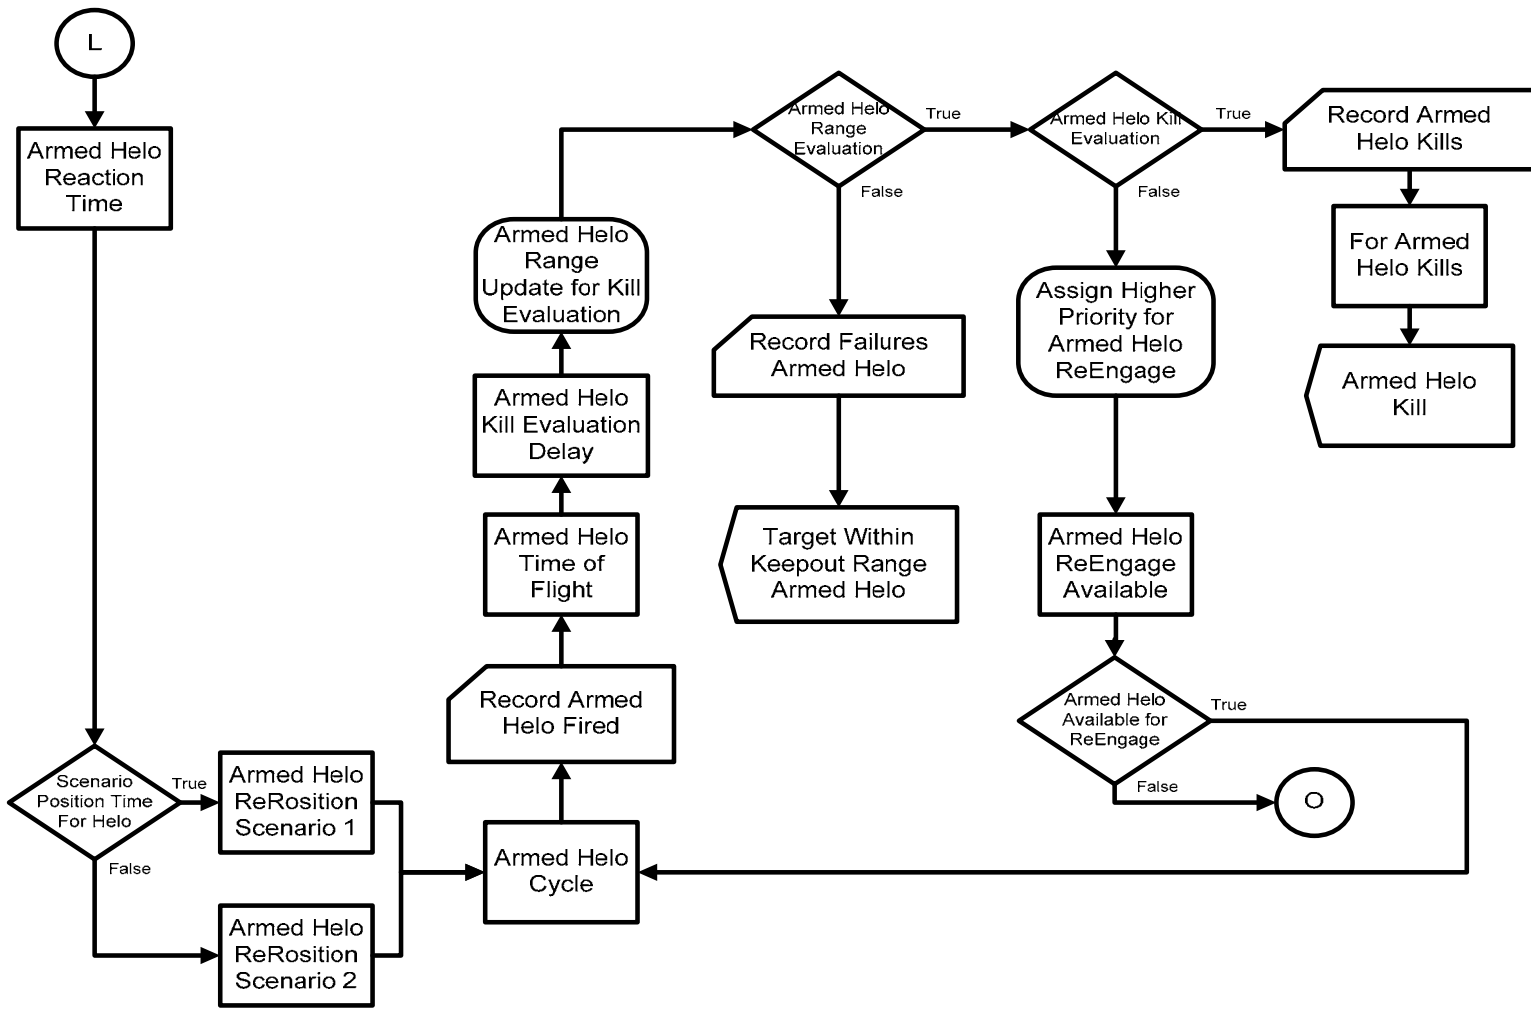 L
Armed Helo
Reaction
Time
Scenario
Position Time
For Helo
True
False
Armed Helo
ReRosition
Scenario 1
Armed Helo
ReRosition
Scenario 2
Armed Helo
Cycle
Record Armed
Helo Fired
Armed Helo
Time of
Flight
Armed Helo
Kill Evaluation
Delay
Armed Helo
Range
Update for Kill
Evaluation
Armed Helo
Range
Evaluation
True
False
Record Failures
Armed Helo
Target Within
Keepout Range
Armed Helo
Armed Helo Kill
Evaluation
True
False
Assign Higher
Priority for
Armed Helo
ReEngage
Armed Helo
ReEngage
Available
Armed Helo
Available for
ReEngage
True
False
O
Record Armed
Helo Kills
For Armed
Helo Kills
Armed Helo
Kill